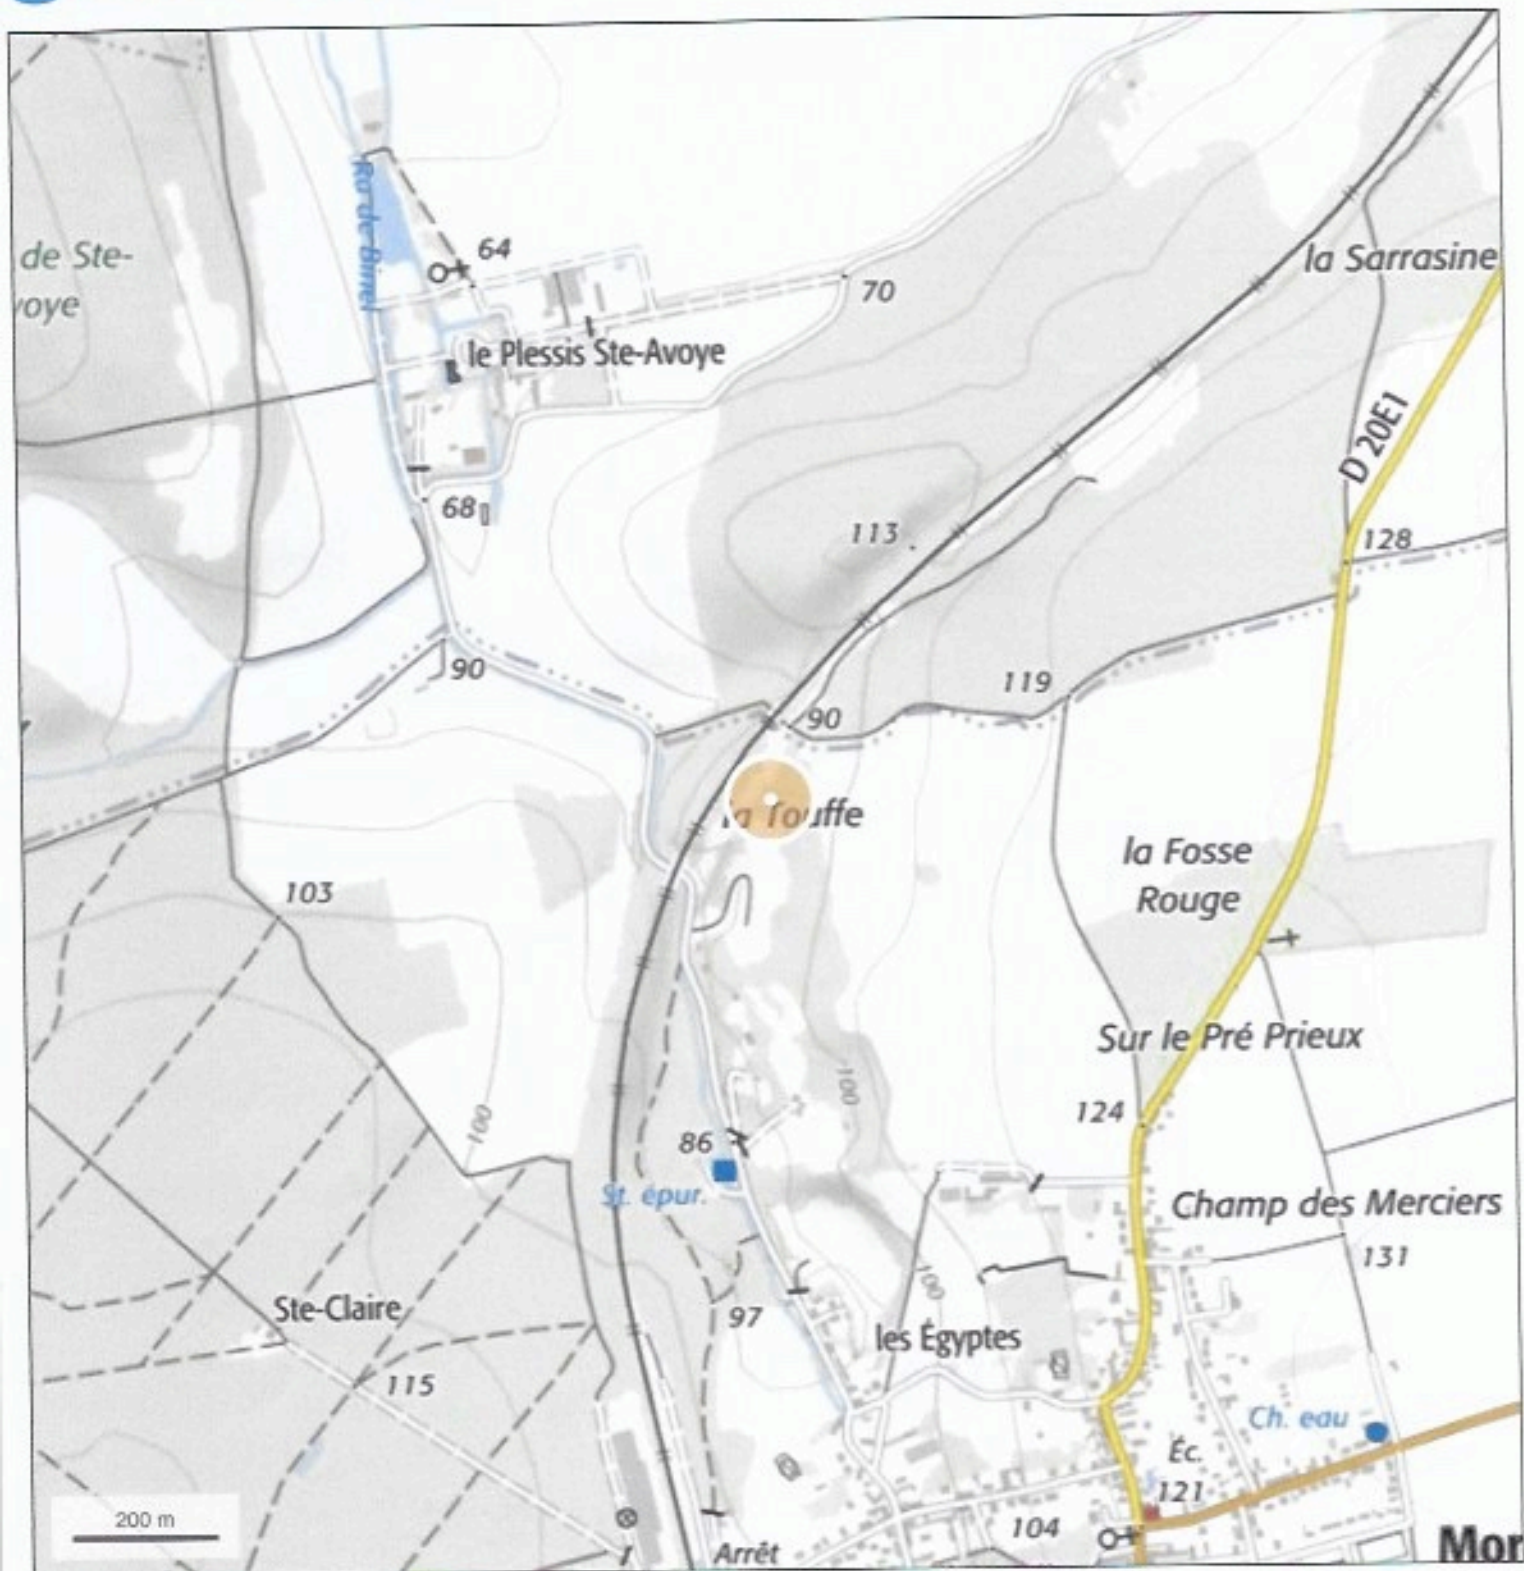 64
la Sarrasine
de Ste-
voye
Ru de Bimel
70
le Plessis Ste-Avoye
D 20E1
68
113
128
90
119
90
la Touffe
la Fosse
Rouge
103
Sur le Pré Prieux
100
100
124
86
St. épur.
Champ des Merciers
131
100
Ste-Claire
97
les Égyptes
115
Ch. eau
Éc.
121
200 m
104
Arrêt
Mor